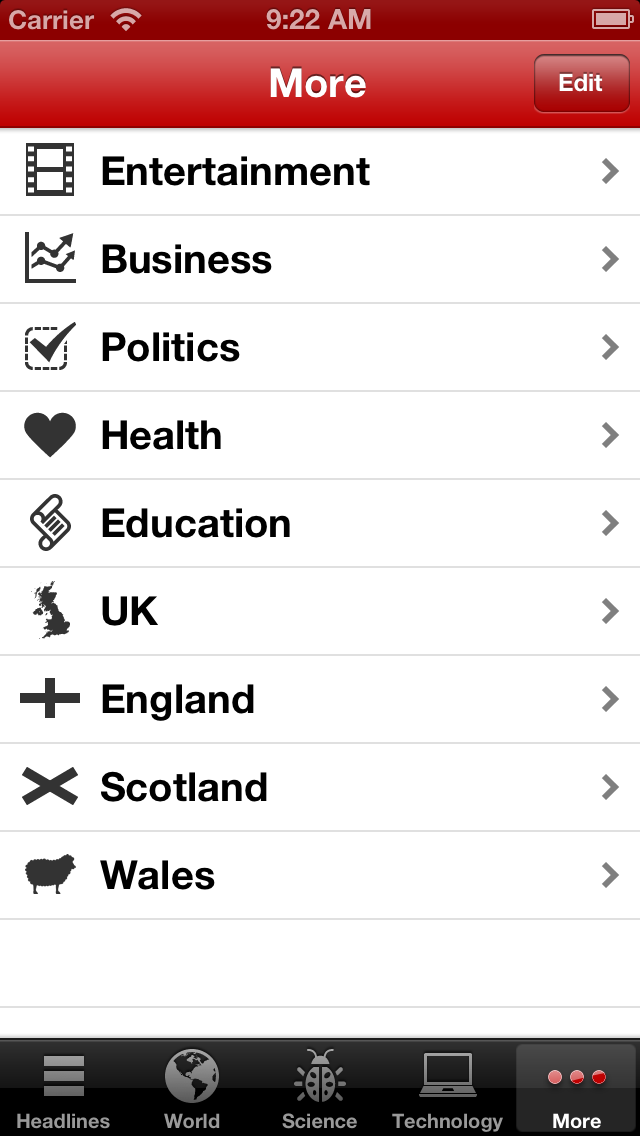 Carrier 9:22 AM
More Edit
Entertainment
Business
Politics
Health
Education
UK
England
Scotland
Wales
Headlines World Science Technology More